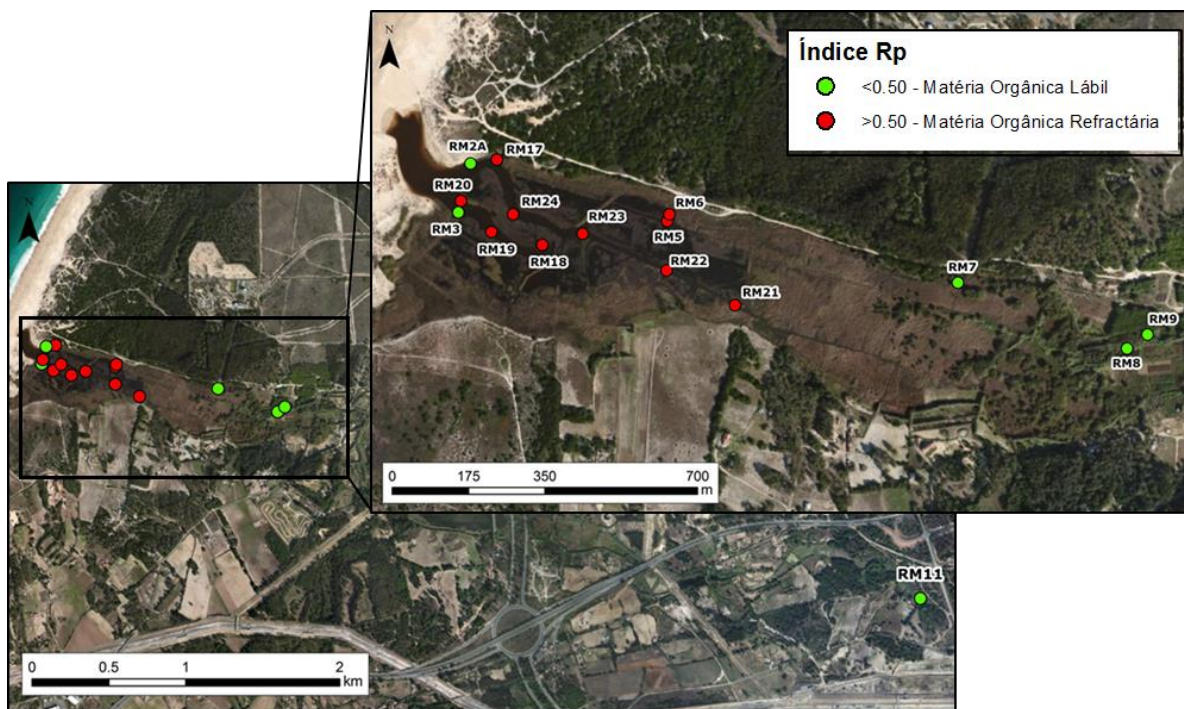 N
Índice Rp
<0.50 - Matéria Orgânica Lábil
>0.50 - Matéria Orgânica Refractária
RM2A
RM17
RM20
RM24
RM6
RM3
RM23
RM5
RM19
RM18
RM22
RM7
RM21
RM9
RM8
0 175 350 700
m
N
RM11
0 0.5 1 2
km